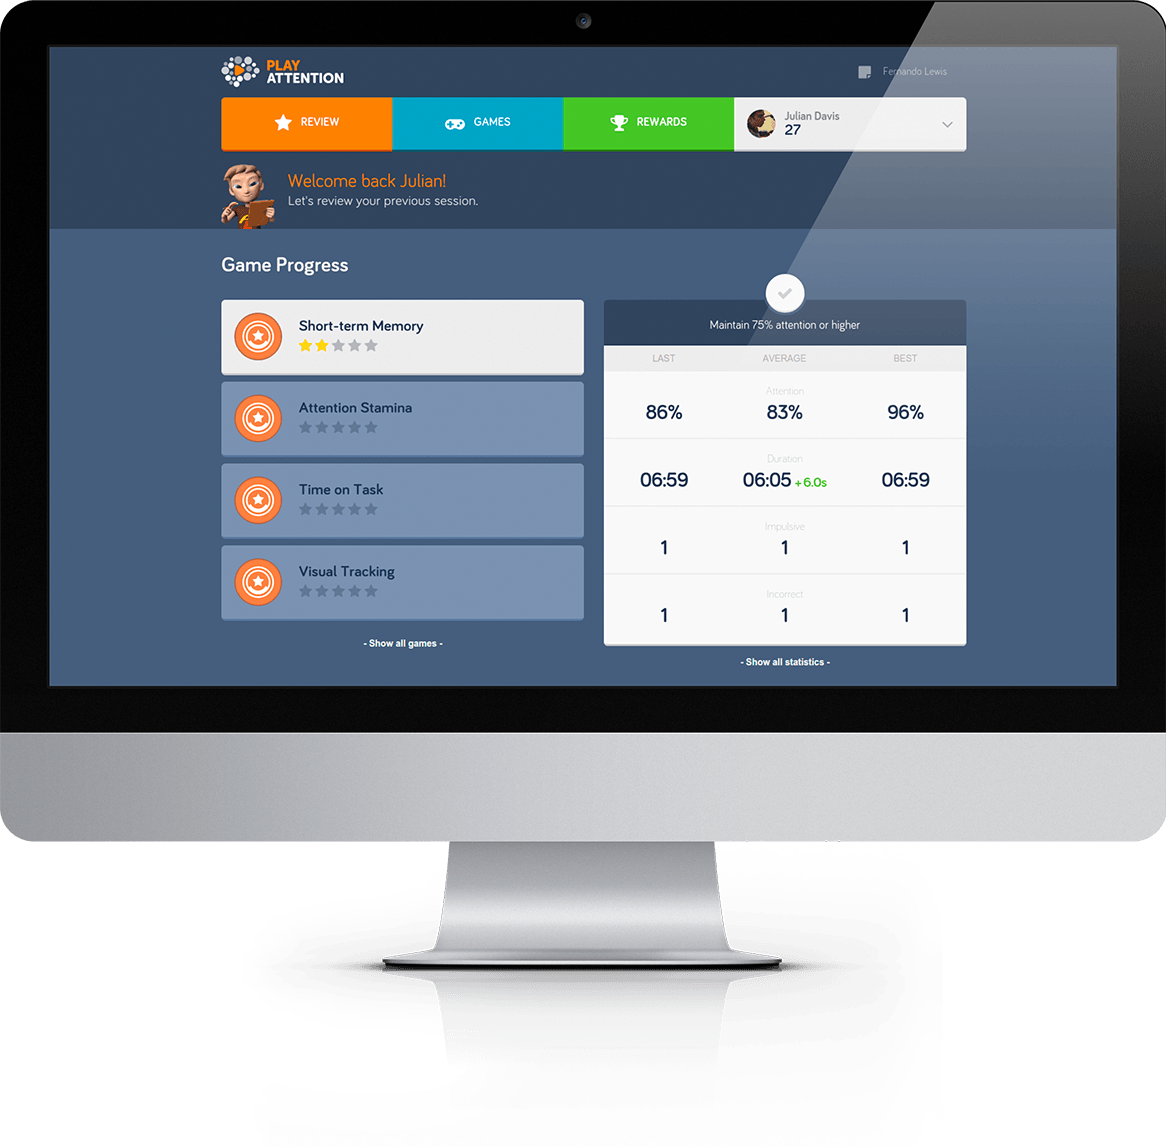 PLAY
ATTENTION
Fernando Lewis
REVIEW
GAMES
REWARDS
Julian Davis
27
Welcome back Julian!
Let's review your previous session.
Game Progress
Short-term Memory
Attention Stamina
Time on Task
Visual Tracking
- Show all games -
Maintain 75% attention or higher
LAST AVERAGE BEST
Attention
86% 83% 96%
Duration
06:59 06:05 +6.0s 06:59
Impulsive
1 1 1
Incorrect
1 1 1
- Show all statistics -